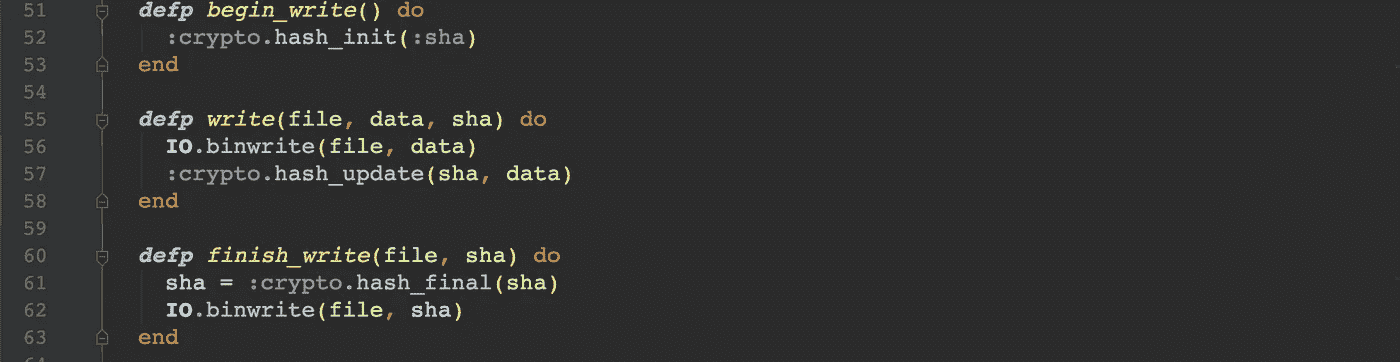 51 defp begin_write() do
52 :crypto.hash_init(:sha)
53 end
54
55 defp write(file, data, sha) do
56 IO.binwrite(file, data)
57 :crypto.hash_update(sha, data)
58 end
59
60 defp finish_write(file, sha) do
61 sha = :crypto.hash_final(sha)
62 IO.binwrite(file, sha)
63 end